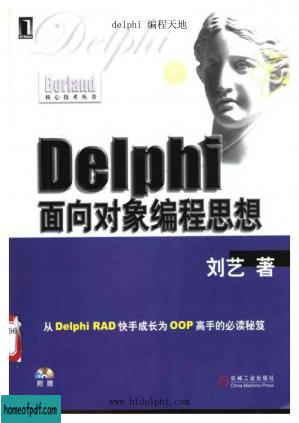 delphi 编程天地
Delphi
Borland
核心技术丛书
Delphi
面向对象编程思想
刘艺 著
从Delphi RAD快手成长为OOP高手的必读秘笈
附赠
机械工业出版社
China Machine Press
homeofpdf.com
www.hidelphi.com